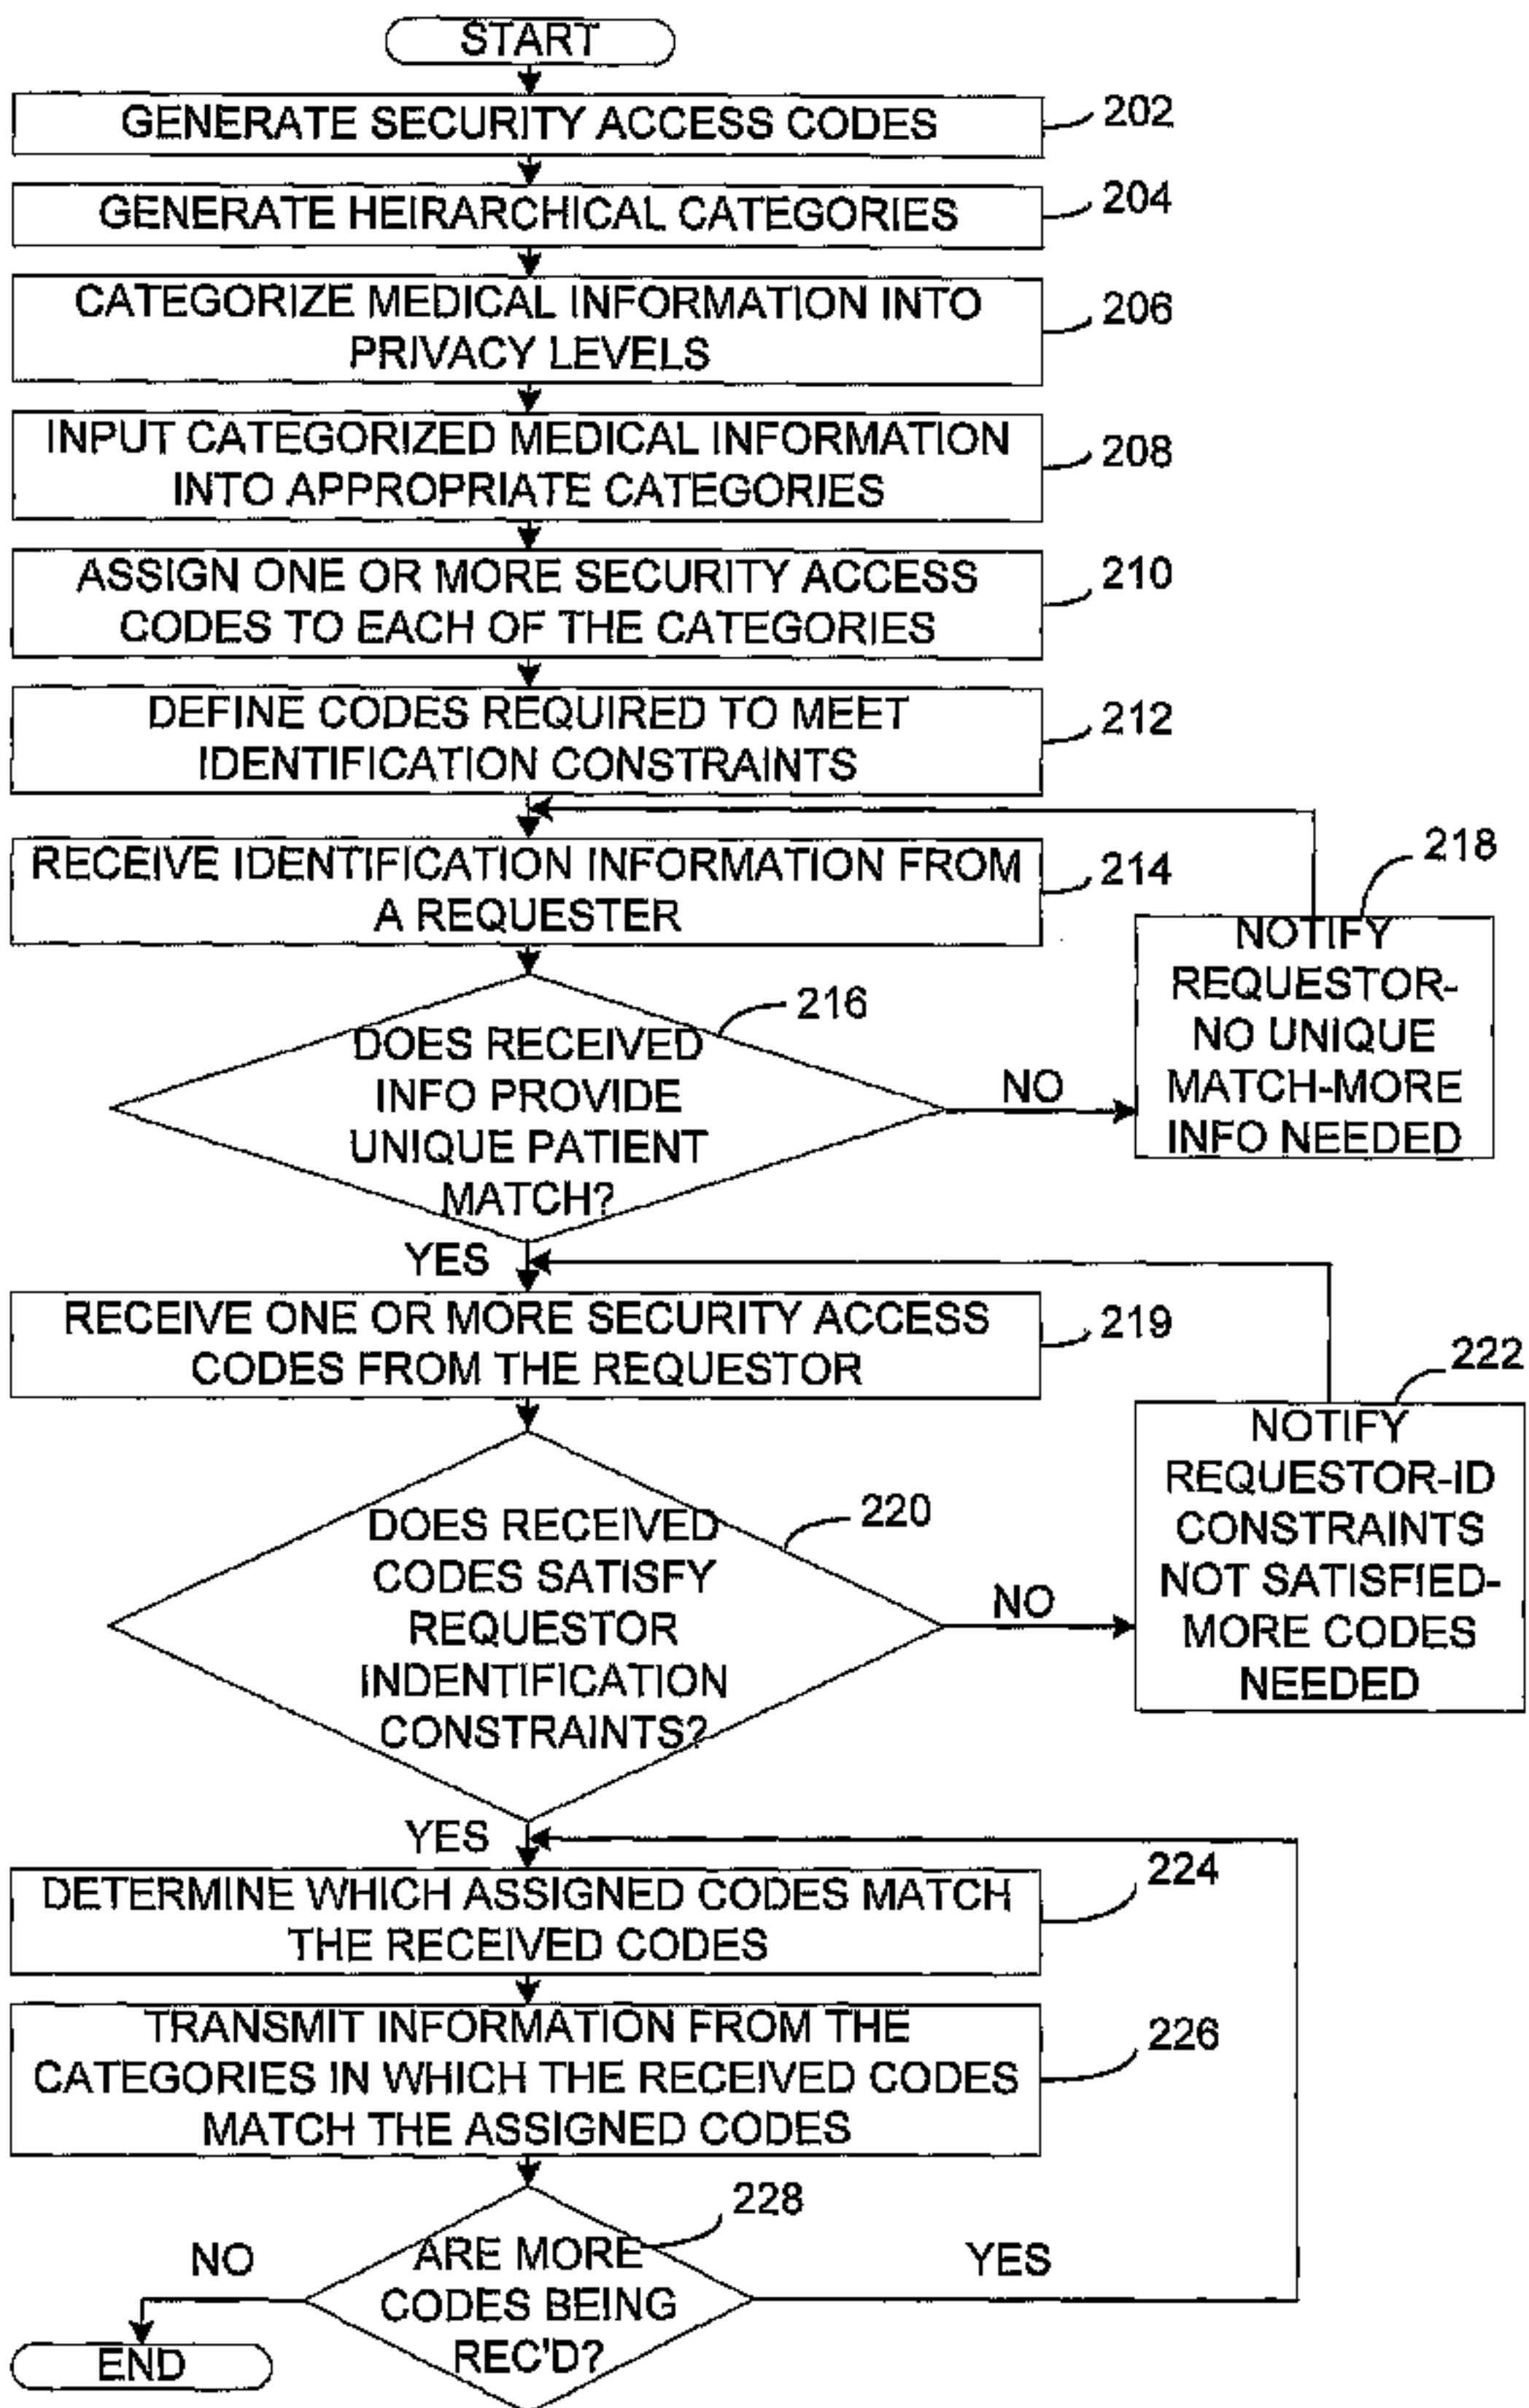 START
GENERATE SECURITY ACCESS CODES
202
GENERATE HEIRARCHICAL CATEGORIES
204
CATEGORIZE MEDICAL INFORMATION INTO
PRIVACY LEVELS
206
INPUT CATEGORIZED MEDICAL INFORMATION
INTO APPROPRIATE CATEGORIES
208
ASSIGN ONE OR MORE SECURITY ACCESS
CODES TO EACH OF THE CATEGORIES
210
DEFINE CODES REQUIRED TO MEET
IDENTIFICATION CONSTRAINTS
212
RECEIVE IDENTIFICATION INFORMATION FROM
A REQUESTER
214
218
NOTIFY
REQUESTOR-
NO UNIQUE
MATCH-MORE
INFO NEEDED
216
DOES RECEIVED
INFO PROVIDE
UNIQUE PATIENT
MATCH?
NO
YES
RECEIVE ONE OR MORE SECURITY ACCESS
CODES FROM THE REQUESTOR
219
222
NOTIFY
REQUESTOR-ID
CONSTRAINTS
NOT SATISFIED-
MORE CODES
NEEDED
220
DOES RECEIVED
CODES SATISFY
REQUESTOR
INDENTIFICATION
CONSTRAINTS?
NO
YES
DETERMINE WHICH ASSIGNED CODES MATCH
THE RECEIVED CODES
224
TRANSMIT INFORMATION FROM THE
CATEGORIES IN WHICH THE RECEIVED CODES
MATCH THE ASSIGNED CODES
226
228
ARE MORE
CODES BEING
REC'D?
NO
YES
END